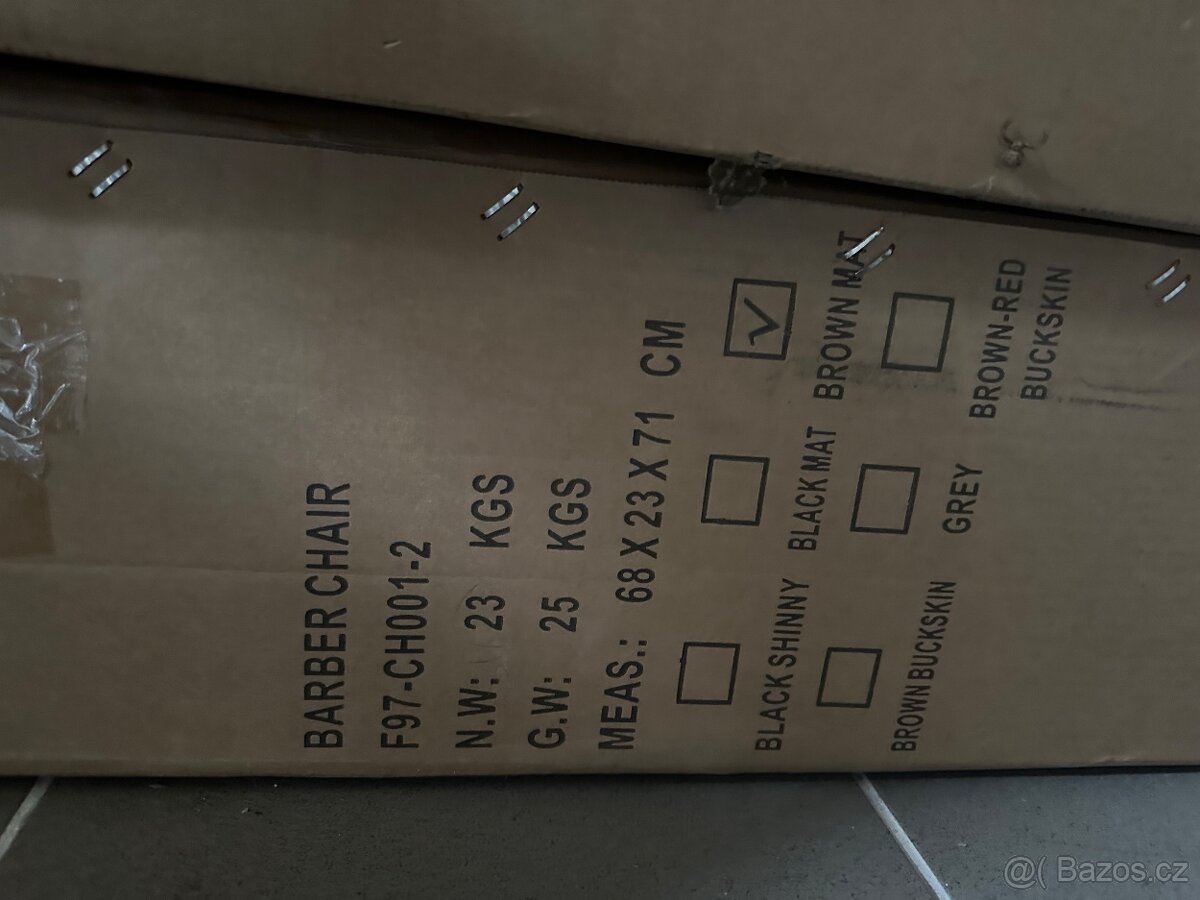 BARBER CHAIR
F97-CH001-2
N.W: 23 KGS
G.W: 25 KGS
MEAS.: 68 X 23 X 71 CM
BLACK SHINNY BLACK MAT BROWN MAT
BROWN BUCKSKIN GREY BROWN-RED
BUCKSKIN
@( Bazos.cz